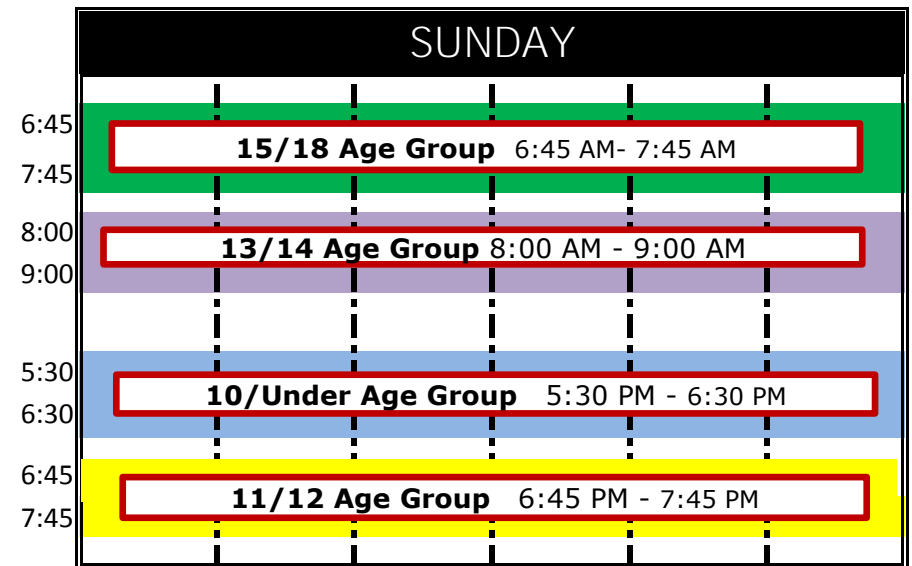 SUNDAY
6:45
15/18 Age Group 6:45 AM- 7:45 AM
7:45
8:00
13/14 Age Group 8:00 AM - 9:00 AM
9:00
5:30
10/Under Age Group 5:30 PM - 6:30 PM
6:30
6:45
11/12 Age Group 6:45 PM - 7:45 PM
7:45